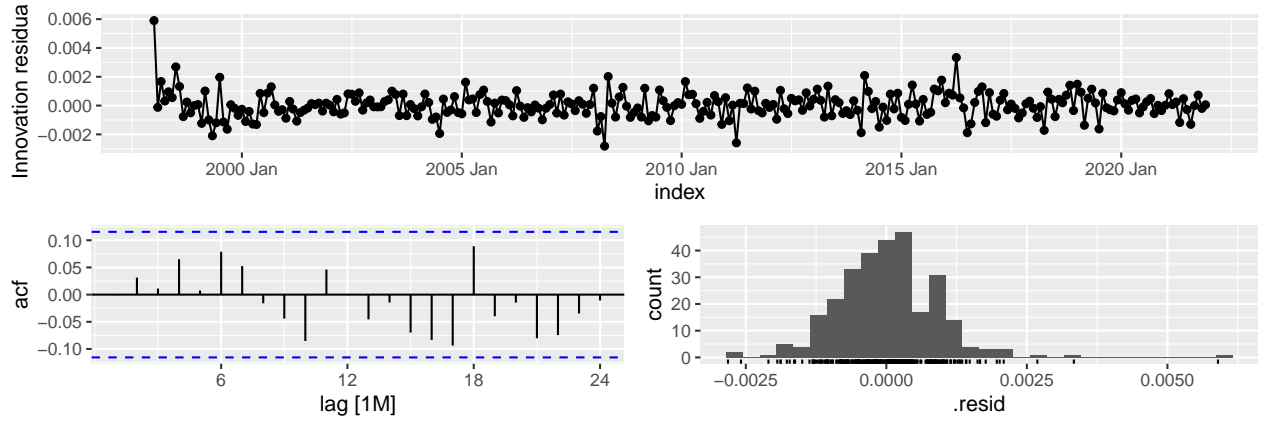 Innovation residua
0.006
0.004
0.002
0.000
−0.002
2000 Jan
2005 Jan
2010 Jan
2015 Jan
2020 Jan
index
acf
0.10
0.05
0.00
−0.05
−0.10
6
12
18
24
lag [1M]
count
40
30
20
10
0
−0.0025
0.0000
0.0025
0.0050
.resid